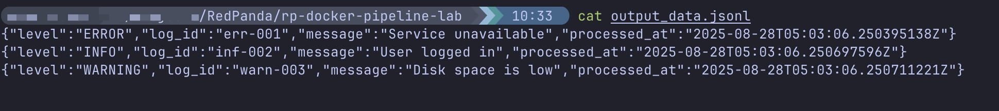 /RedPanda/rp-docker-pipeline-lab 10:33 cat output_data.jsonl
{"level":"ERROR","log_id":"err-001","message":"Service unavailable","processed_at":"2025-08-28T05:03:06.250395138Z"}
{"level":"INFO","log_id":"inf-002","message":"User logged in","processed_at":"2025-08-28T05:03:06.250697596Z"}
{"level":"WARNING","log_id":"warn-003","message":"Disk space is low","processed_at":"2025-08-28T05:03:06.250711221Z"}